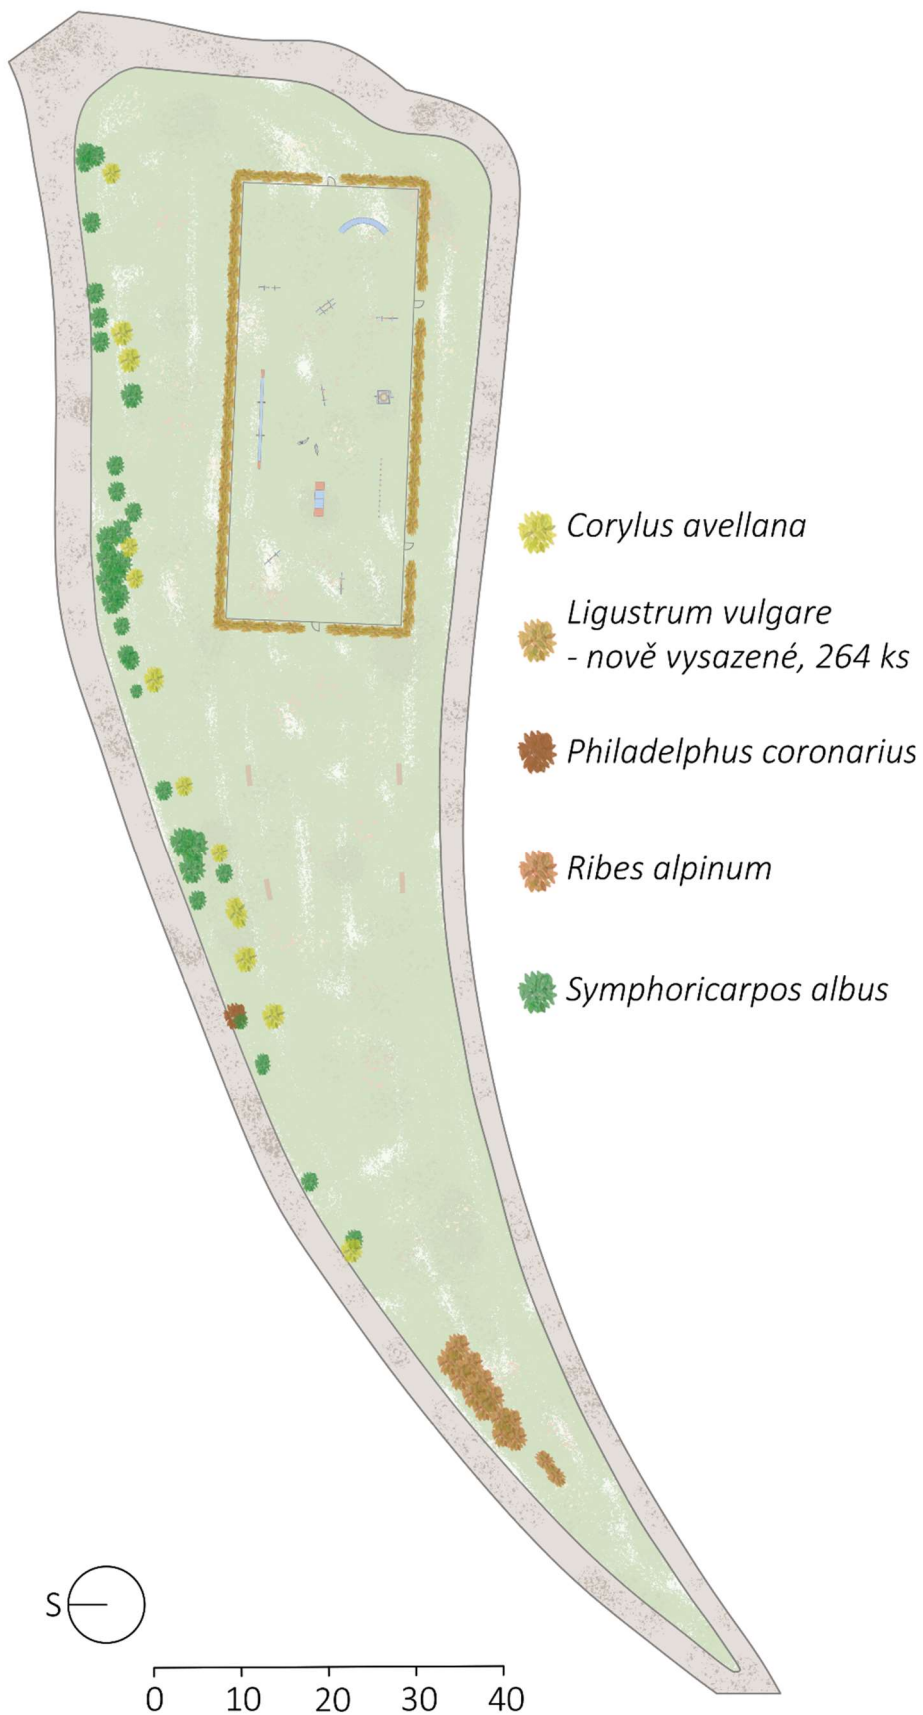 Corylus avellana
Ligustrum vulgare
- nově vysazené, 264 ks
Philadelphus coronarius
Ribes alpinum
Symphoricarpos albus
S
0 10 20 30 40